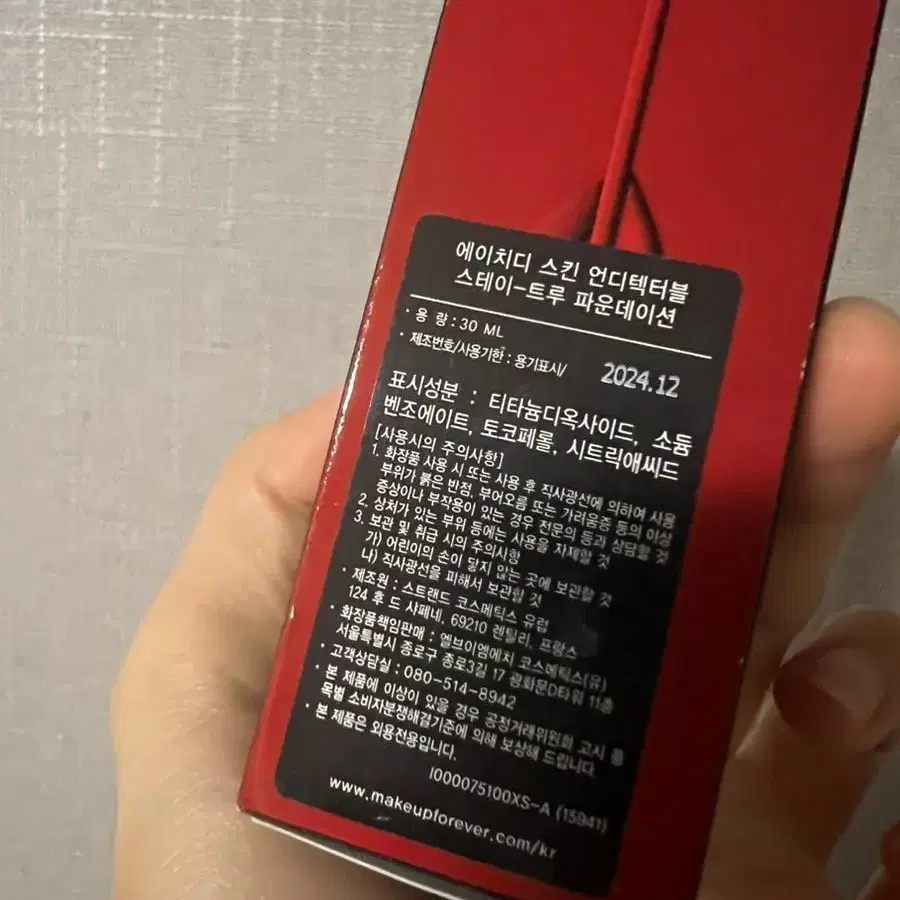 에이치디 스킨 언디텍터블
스테이-트루 파운데이션
· 용 량 : 30 ML
· 제조번호/사용기한 : 용기표시/ 2024.12
표시성분 : 티타늄디옥사이드, 소듐
벤조에이트, 토코페롤, 시트릭애씨드
[사용시의 주의사항]
1. 화장품 사용 시 또는 사용 후 직사광선에 의하여 사용
부위가 붉은 반점, 부어오름 또는 가려움증 등의 이상
증상이나 부작용이 있는 경우 전문의 등과 상담할 것
2. 상처가 있는 부위 등에는 사용을 자제할 것
3. 보관 및 취급 시의 주의사항
가) 어린이의 손이 닿지 않는 곳에 보관할 것
나) 직사광선을 피해서 보관할 것
· 제조원 : 스트랜드 코스메틱스 유럽
124 후 드 샤페네, 69210 렌틸리, 프랑스
· 화장품책임판매 : 엘브이엠에치 코스메틱스(유)
서울특별시 종로구 종로3길 17 광화문D타워 11층
· 고객상담실 : 080-514-8942
· 본 제품에 이상이 있을 경우 공정거래위원회 고시 품
목별 소비자분쟁해결기준에 의해 보상해 드립니다.
· 본 제품은 외용전용입니다.
I000075100XS-A (15941)
www.makeupforever.com/kr